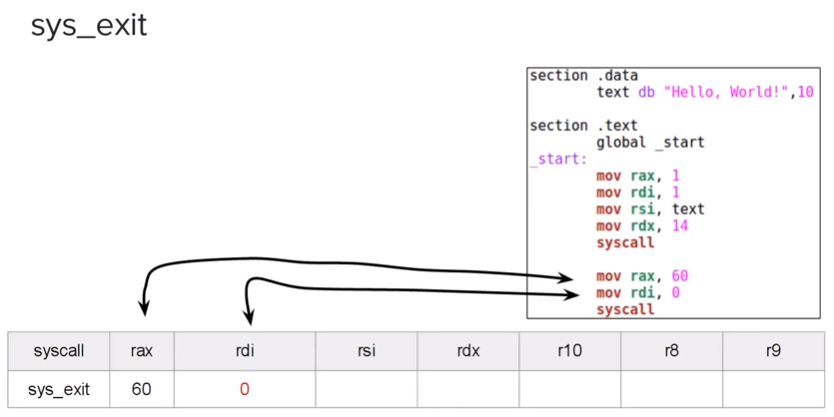 sys_exit
section .data
text db "Hello, World!",10
section .text
global _start
_start:
mov rax, 1
mov rdi, 1
mov rsi, text
mov rdx, 14
syscall
mov rax, 60
mov rdi, 0
syscall
syscall rax rdi rsi rdx r10 r8 r9
sys_exit 60 0